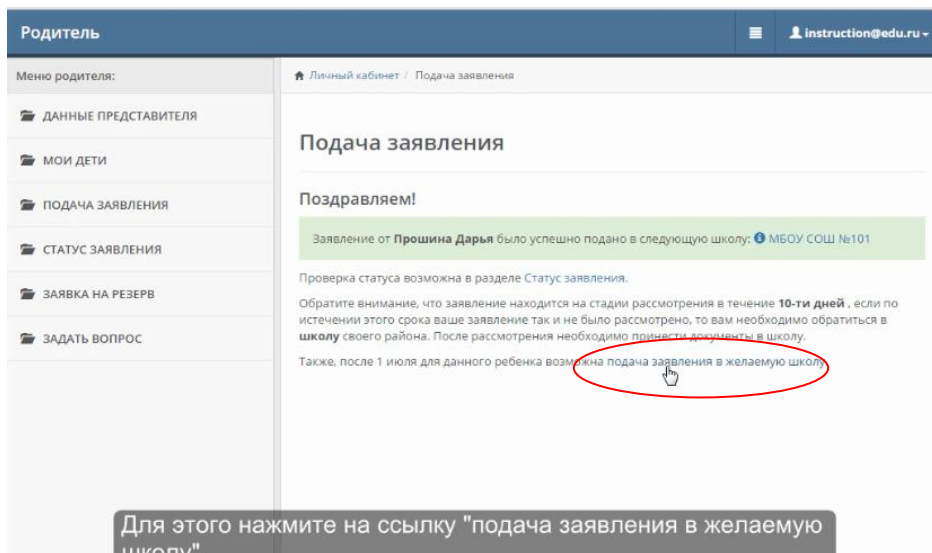 Родитель
instruction@edu.ru
Меню родителя:
Личный кабинет / Подача заявления
ДАННЫЕ ПРЕДСТАВИТЕЛЯ
МОИ ДЕТИ
ПОДАЧА ЗАЯВЛЕНИЯ
СТАТУС ЗАЯВЛЕНИЯ
ЗАЯВКА НА РЕЗЕРВ
ЗАДАТЬ ВОПРОС
Подача заявления
Поздравляем!
Заявление от Прошина Дарья было успешно подано в следующую школу: МБОУ СОШ №101
Проверка статуса возможна в разделе Статус заявления.
Обратите внимание, что заявление находится на стадии рассмотрения в течение 10-ти дней , если по
истечении этого срока ваше заявление так и не было рассмотрено, то вам необходимо обратиться в
школу своего района. После рассмотрения необходимо принести документы в школу.
Также, после 1 июля для данного ребенка возможна подача заявления в желаемую школу
Для этого нажмите на ссылку "подача заявления в желаемую
школу"